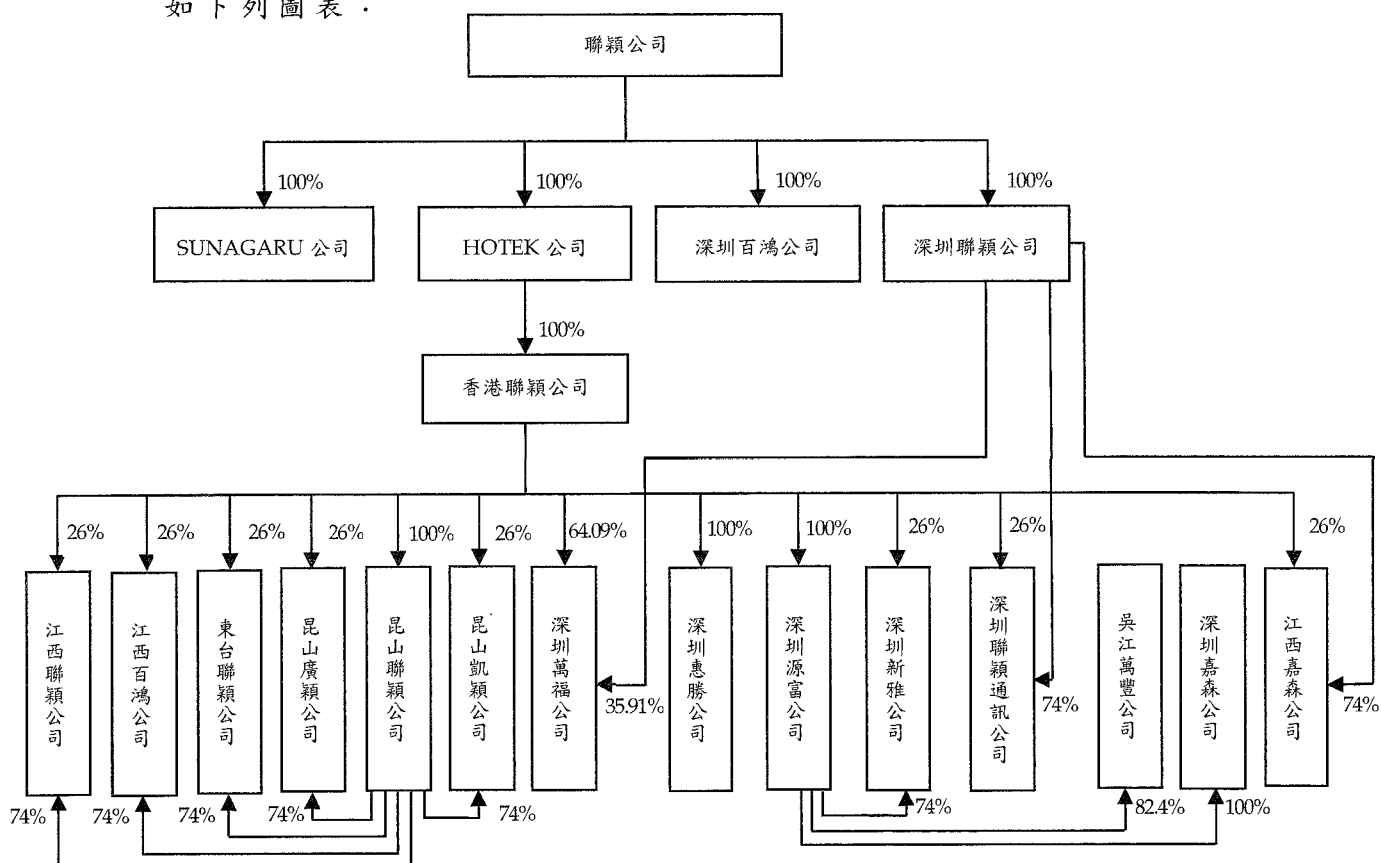 如下列圖表：
聯穎公司
100%
100%
100%
100%
SUNAGARU 公司
HOTEK 公司
深圳百鴻公司
深圳聯穎公司
100%
香港聯穎公司
26%
26%
26%
26%
100%
26%
64.09%
100%
100%
26%
26%
26%
江西聯穎公司
江西百鴻公司
東台聯穎公司
昆山廣穎公司
昆山聯穎公司
昆山凱穎公司
深圳萬福公司
深圳惠勝公司
深圳源富公司
深圳新雅公司
深圳聯穎通訊公司
吳江萬豐公司
深圳嘉森公司
江西嘉森公司
35.91%
74%
74%
74%
74%
74%
74%
74%
74%
82.4%
100%